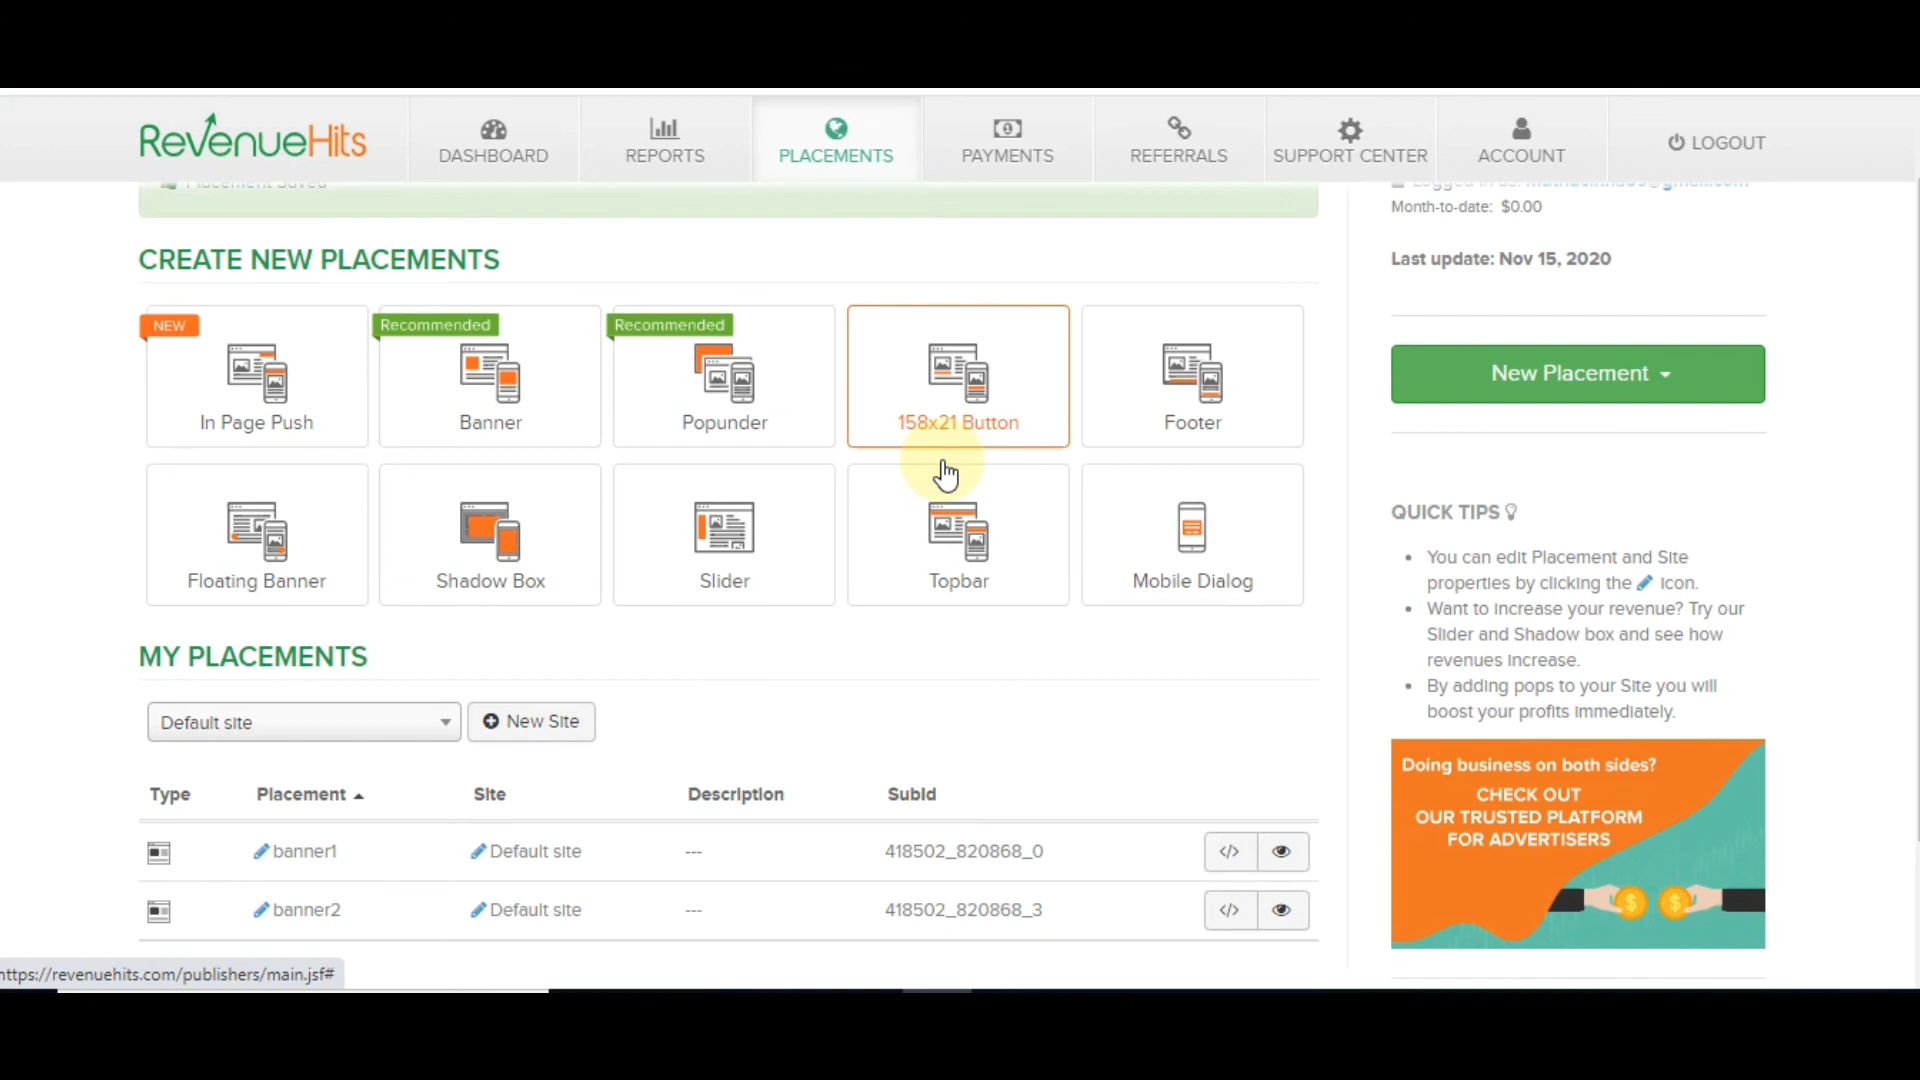 RevenueHits
DASHBOARD
REPORTS
PLACEMENTS
PAYMENTS
REFERRALS
SUPPORT CENTER
ACCOUNT
LOGOUT
Placement Saved
CREATE NEW PLACEMENTS
NEW
In Page Push
Recommended
Banner
Recommended
Popunder
158x21 Button
Footer
Floating Banner
Shadow Box
Slider
Topbar
Mobile Dialog
MY PLACEMENTS
Default site
New Site
Type Placement Site Description SubId
banner1 Default site --- 418502_820868_0 </>
banner2 Default site --- 418502_820868_3 </>
Logged in as:
Month-to-date: $0.00
Last update: Nov 15, 2020
New Placement
QUICK TIPS
• You can edit Placement and Site
properties by clicking the icon.
• Want to increase your revenue? Try our
Slider and Shadow box and see how
revenues increase.
• By adding pops to your Site you will
boost your profits immediately.
Doing business on both sides?
CHECK OUT
OUR TRUSTED PLATFORM
FOR ADVERTISERS
$ $
https://revenuehits.com/publishers/main.jsf#